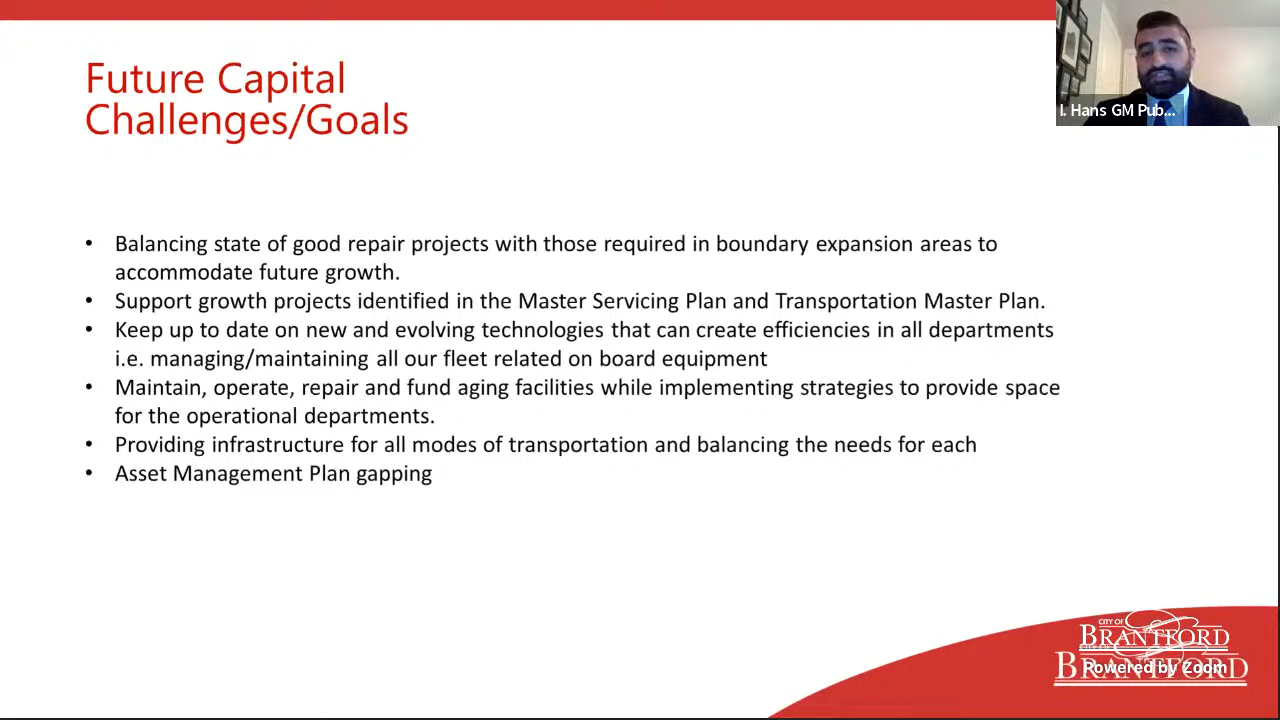 Future Capital
Challenges/Goals
I. Hans GM Pub...
• Balancing state of good repair projects with those required in boundary expansion areas to
accommodate future growth.
• Support growth projects identified in the Master Servicing Plan and Transportation Master Plan.
• Keep up to date on new and evolving technologies that can create efficiencies in all departments
i.e. managing/maintaining all our fleet related on board equipment
• Maintain, operate, repair and fund aging facilities while implementing strategies to provide space
for the operational departments.
• Providing infrastructure for all modes of transportation and balancing the needs for each
• Asset Management Plan gapping
CITY OF
BRANTFORD
CITY OF
BRANTFORD
Powered by Zoom